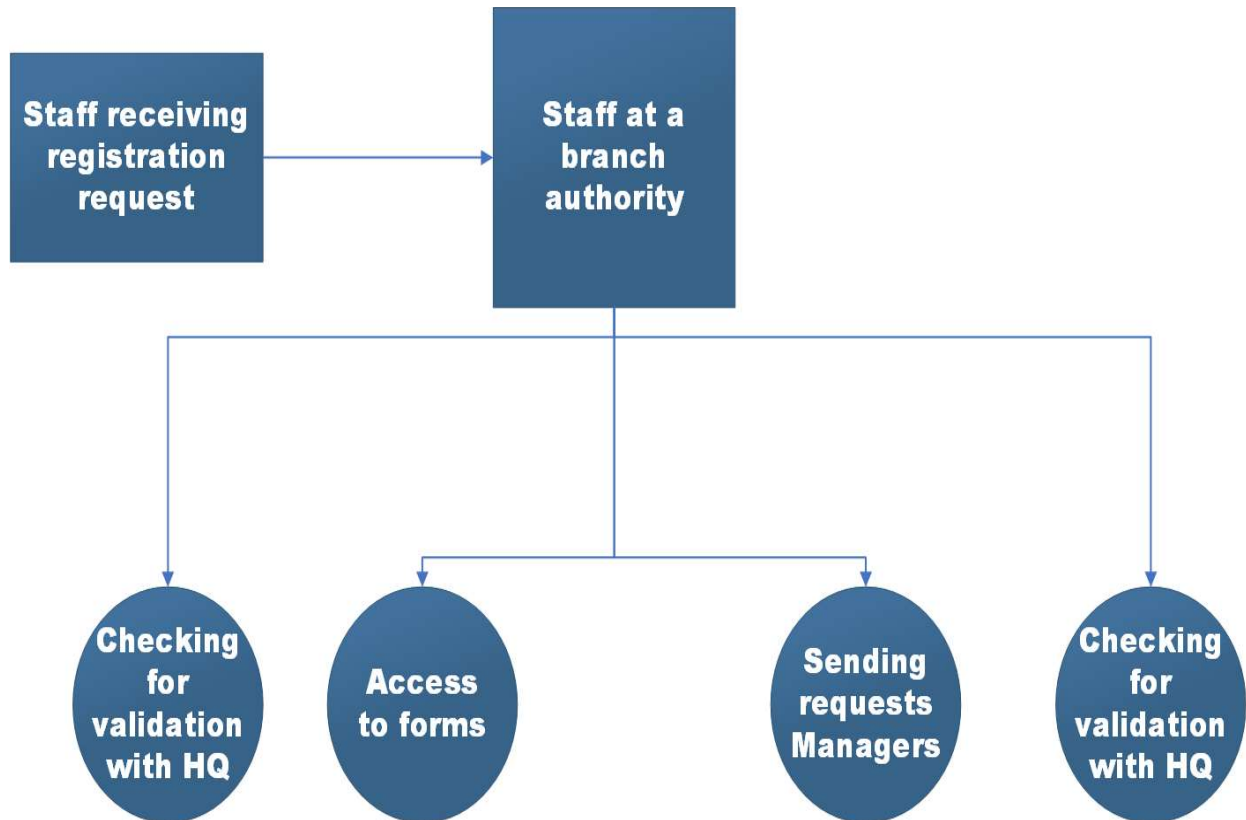 Staff receiving
registration
request
Staff at a
branch
authority
Checking
for
validation
with HQ
Access
to forms
Sending
requests
Managers
Checking
for
validation
with HQ